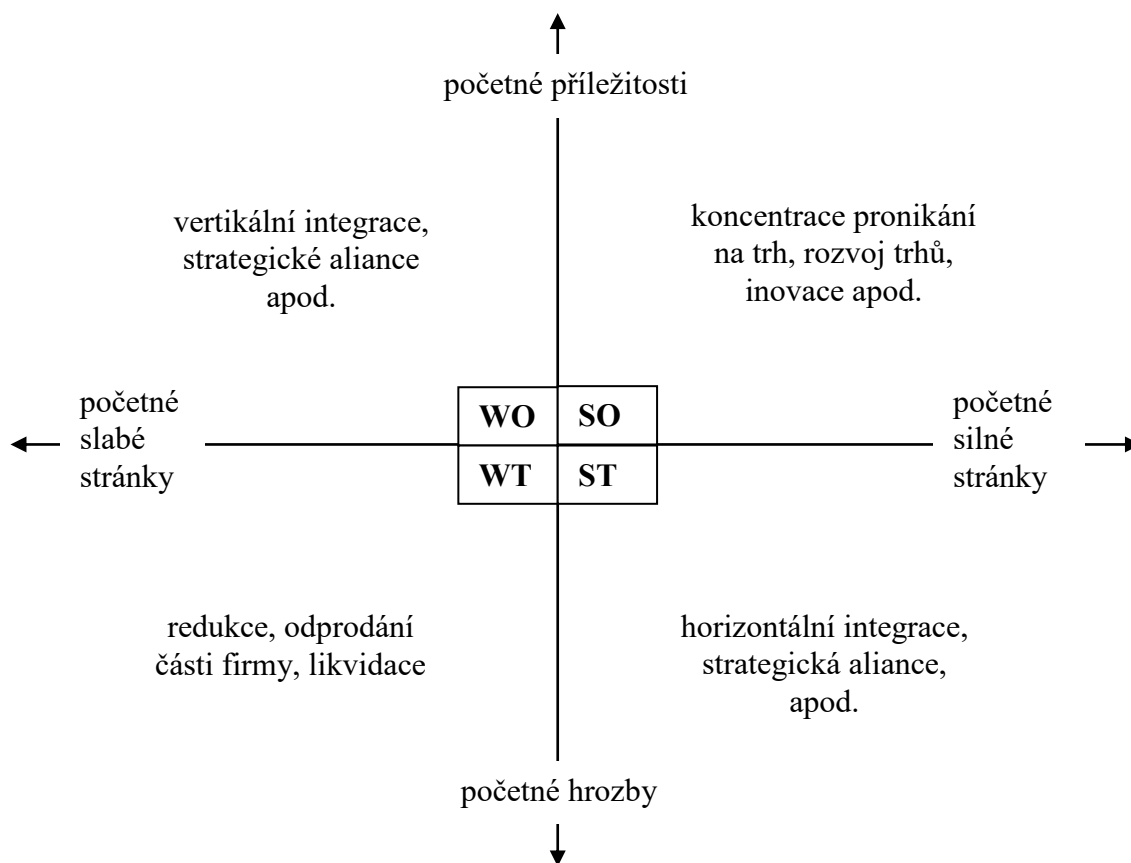 početné příležitosti
vertikální integrace,
strategické aliance
apod.
koncentrace pronikání
na trh, rozvoj trhů,
inovace apod.
početné
slabé
stránky
WO
SO
WT
ST
početné
silné
stránky
redukce, odprodání
části firmy, likvidace
horizontální integrace,
strategická aliance,
apod.
početné hrozby